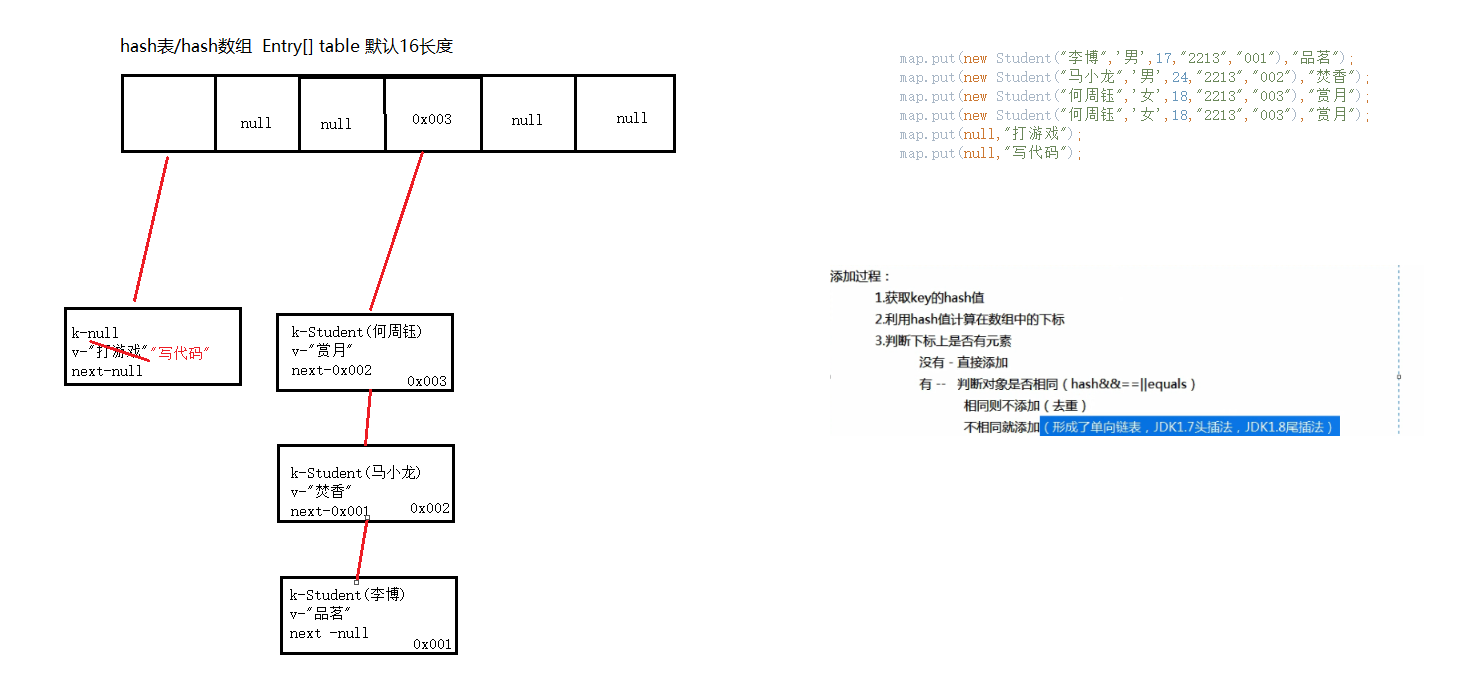 hash表/hash数组  Entry[] table 默认16长度
null
null
0x003
null
null
k-null
v-"打游戏" "写代码"
next-null
k-Student(何周钰)
v-"赏月"
next-0x002
0x003
k-Student(马小龙)
v-"焚香"
next-0x001
0x002
k-Student(李博)
v-"品茗"
next -null
0x001
map.put(new Student("李博",'男',17,"2213","001"),"品茗");
map.put(new Student("马小龙",'男',24,"2213","002"),"焚香");
map.put(new Student("何周钰",'女',18,"2213","003"),"赏月");
map.put(new Student("何周钰",'女',18,"2213","003"),"赏月");
map.put(null,"打游戏");
map.put(null,"写代码");
添加过程：
1.获取key的hash值
2.利用hash值计算在数组中的下标
3.判断下标上是否有元素
没有 - 直接添加
有 -- 判断对象是否相同（hash&&==||equals）
相同则不添加（去重）
不相同就添加（形成了单向链表，JDK1.7头插法，JDK1.8尾插法）